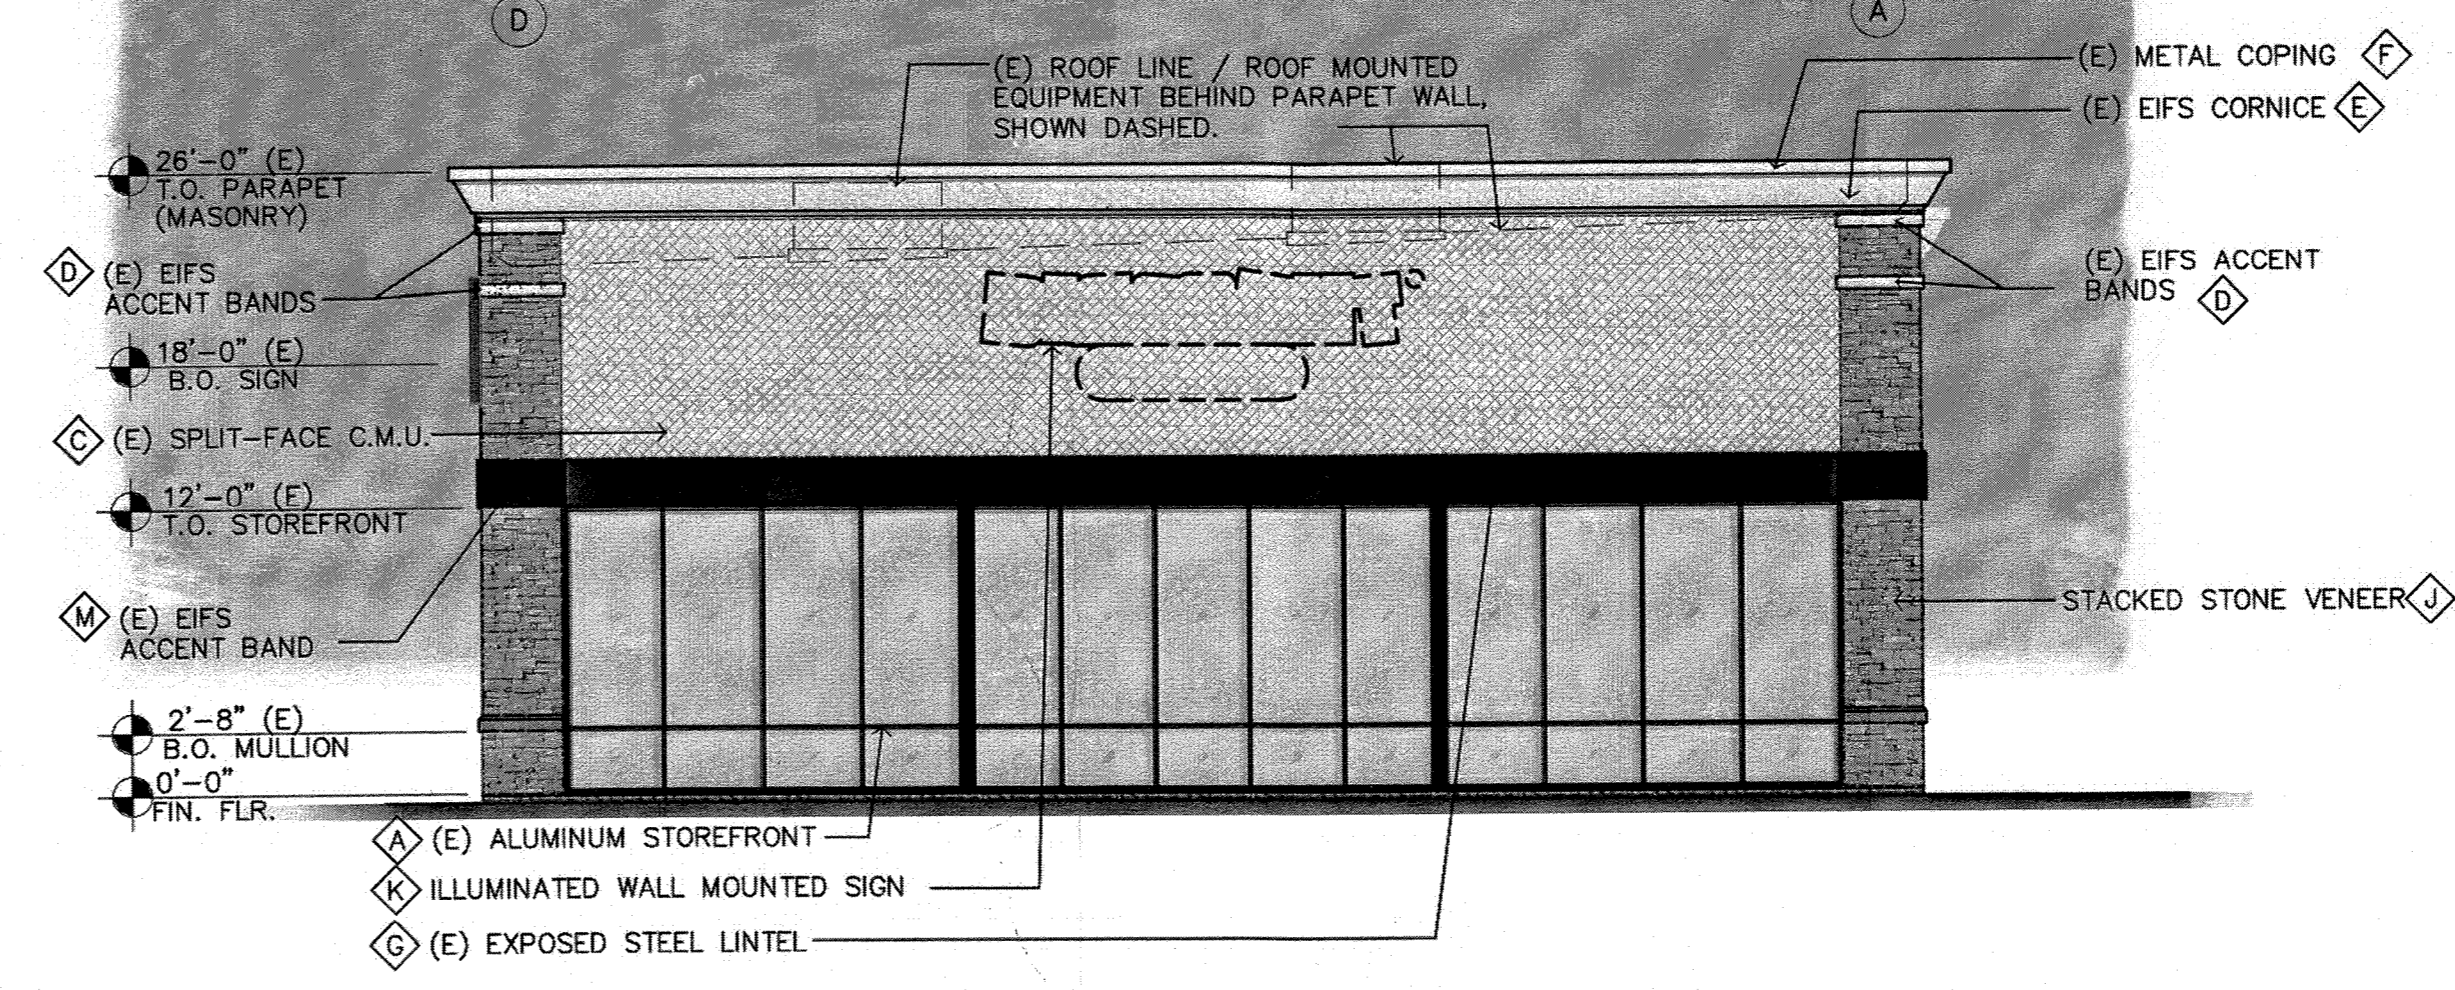 D
A
(E) ROOF LINE / ROOF MOUNTED
EQUIPMENT BEHIND PARAPET WALL,
SHOWN DASHED.
(E) METAL COPING F
(E) EIFS CORNICE E
26'-0" (E)
T.O. PARAPET
(MASONRY)
D (E) EIFS
ACCENT BANDS
(E) EIFS ACCENT
BANDS D
18'-0" (E)
B.O. SIGN
C (E) SPLIT-FACE C.M.U.
12'-0" (E)
T.O. STOREFRONT
M (E) EIFS
ACCENT BAND
STACKED STONE VENEER J
2'-8" (E)
B.O. MULLION
0'-0"
FIN. FLR.
A (E) ALUMINUM STOREFRONT
K ILLUMINATED WALL MOUNTED SIGN
G (E) EXPOSED STEEL LINTEL